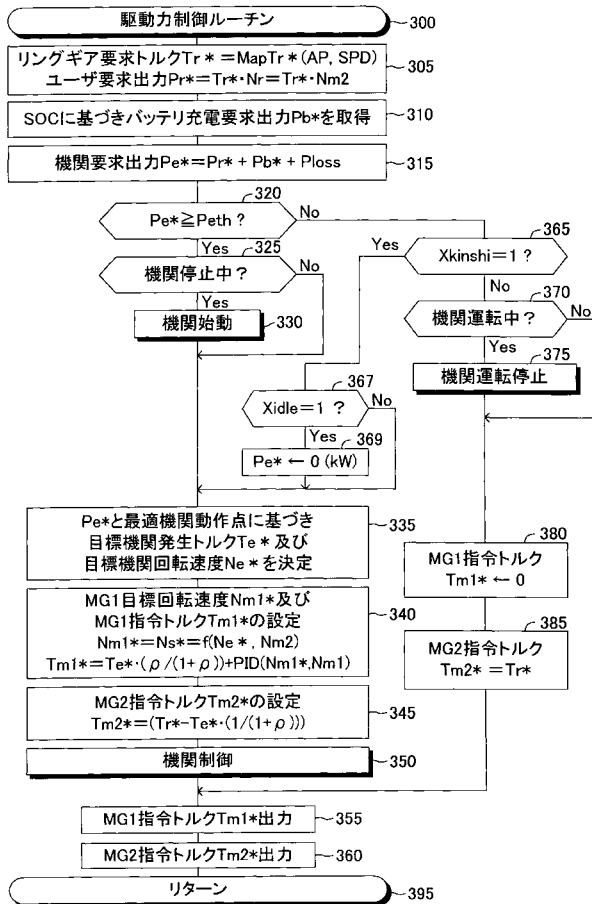 駆動力制御ルーチン
300
リングギア要求トルクTr*=MapTr*(AP, SPD)
ユーザ要求出力Pr*=Tr*・Nr=Tr*・Nm2
305
SOCに基づきバッテリ充電要求出力Pb*を取得
310
機関要求出力Pe*=Pr* + Pb* + Ploss
315
320
Pe*≧Peth ?
No
Yes
325
機関停止中?
No
Yes
機関始動
330
365
Yes
Xkinshi=1 ?
No
370
機関運転中?
No
Yes
375
機関運転停止
367
Xidle=1 ?
No
Yes
369
Pe* ← 0 (kW)
Pe*と最適機関動作点に基づき
目標機関発生トルクTe* 及び
目標機関回転速度Ne* を決定
335
MG1目標回転速度Nm1*及び
MG1指令トルクTm1*の設定
Nm1*=Ns*=f(Ne*, Nm2)
Tm1*=Te*・(ρ/(1+ρ))+PID(Nm1*,Nm1)
340
MG2指令トルクTm2*の設定
Tm2*=(Tr*-Te*・(1/(1+ρ)))
345
機関制御
350
380
MG1指令トルク
Tm1* ← 0
385
MG2指令トルク
Tm2* =Tr*
MG1指令トルクTm1*出力
355
MG2指令トルクTm2*出力
360
リターン
395